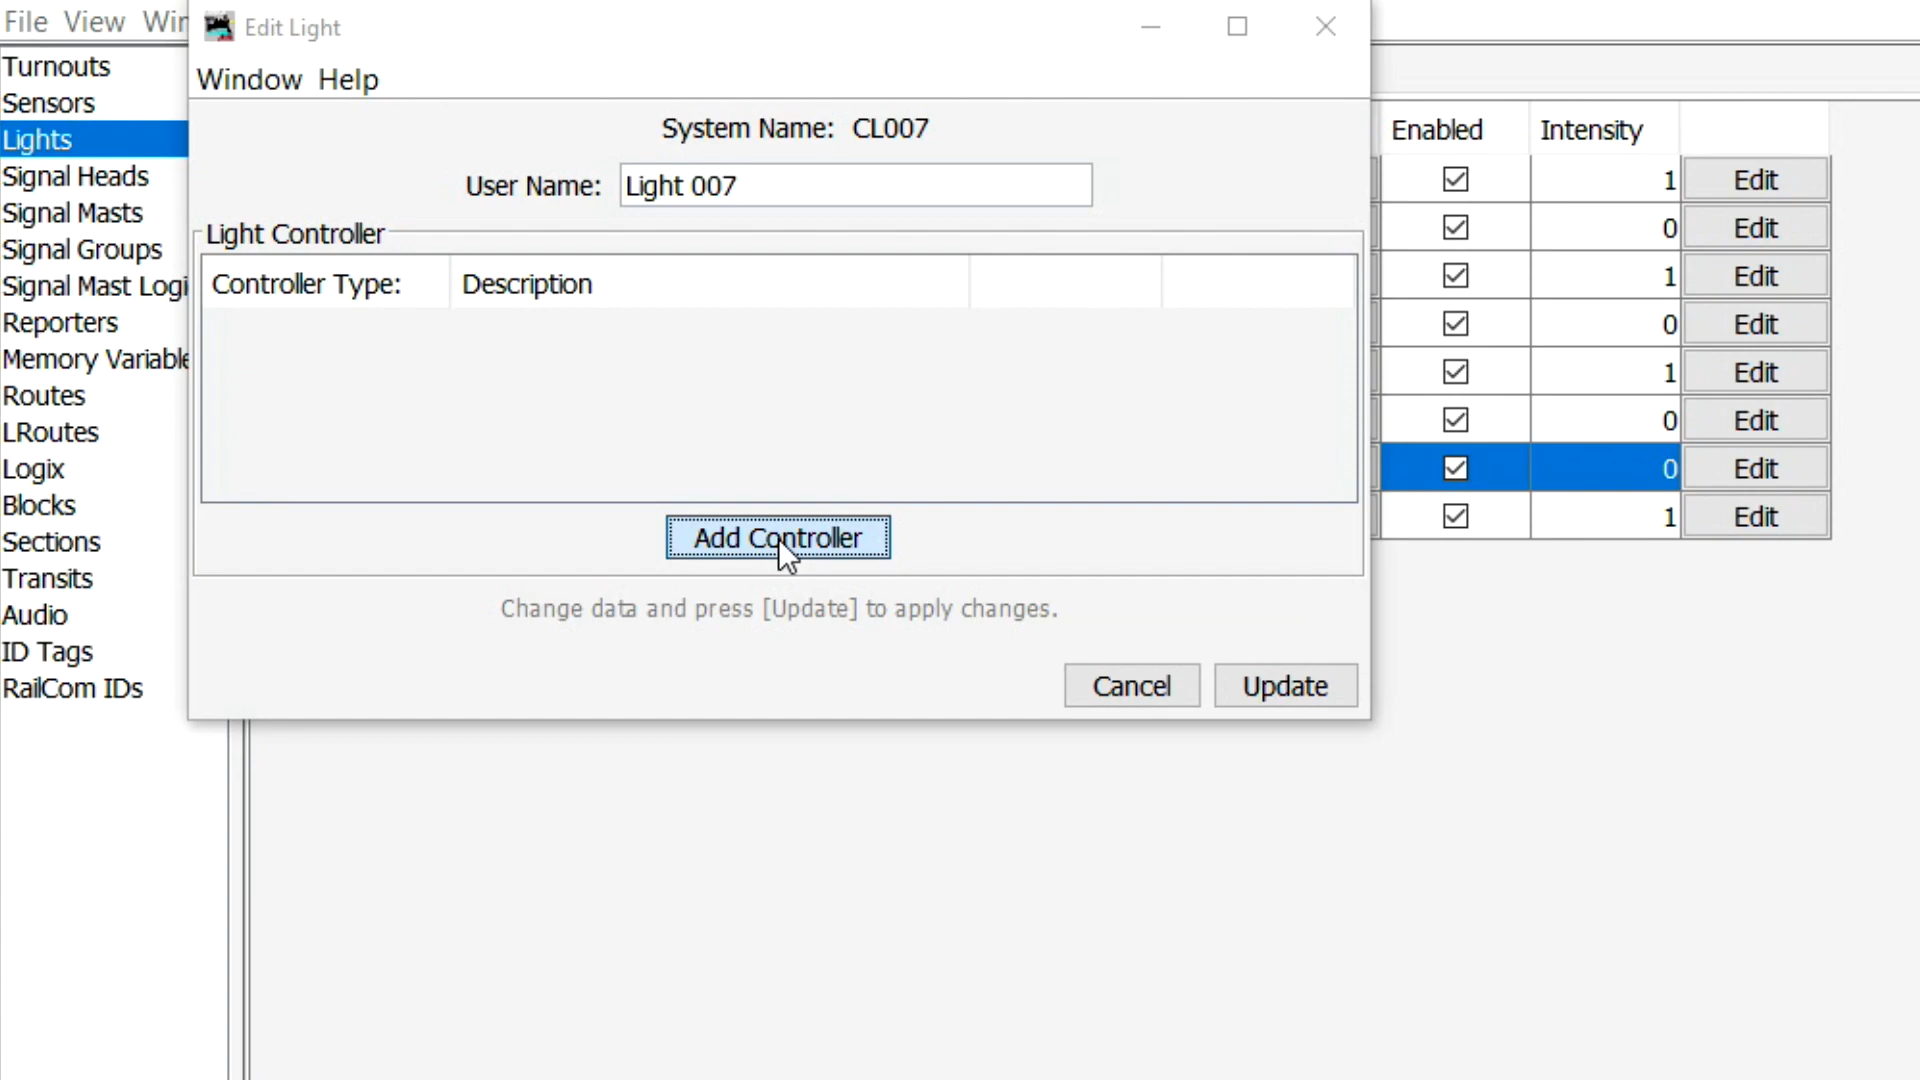 File View Win
Edit Light
Window Help
Turnouts
Sensors
Lights
Signal Heads
Signal Masts
Signal Groups
Signal Mast Logi
Reporters
Memory Variable
Routes
LRoutes
Logix
Blocks
Sections
Transits
Audio
ID Tags
RailCom IDs
System Name: CL007
User Name: Light 007
Light Controller
Controller Type: Description
Add Controller
Change data and press [Update] to apply changes.
Cancel Update
Enabled Intensity
1 Edit
0 Edit
1 Edit
0 Edit
1 Edit
0 Edit
0 Edit
1 Edit